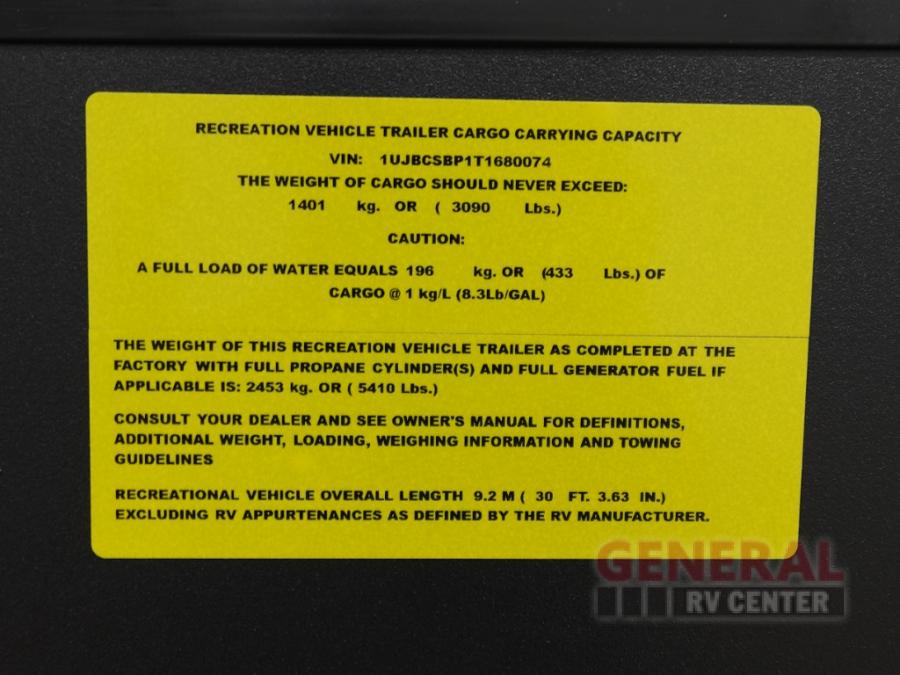 RECREATION VEHICLE TRAILER CARGO CARRYING CAPACITY
VIN: 1UJBCSBP1T1680074
THE WEIGHT OF CARGO SHOULD NEVER EXCEED:
1401 kg. OR ( 3090 Lbs.)
CAUTION:
A FULL LOAD OF WATER EQUALS 196 kg. OR (433 Lbs.) OF
CARGO @ 1 kg/L (8.3Lb/GAL)
THE WEIGHT OF THIS RECREATION VEHICLE TRAILER AS COMPLETED AT THE
FACTORY WITH FULL PROPANE CYLINDER(S) AND FULL GENERATOR FUEL IF
APPLICABLE IS: 2453 kg. OR ( 5410 Lbs.)
CONSULT YOUR DEALER AND SEE OWNER'S MANUAL FOR DEFINITIONS,
ADDITIONAL WEIGHT, LOADING, WEIGHING INFORMATION AND TOWING
GUIDELINES
RECREATIONAL VEHICLE OVERALL LENGTH 9.2 M ( 30 FT. 3.63 IN.)
EXCLUDING RV APPURTENANCES AS DEFINED BY THE RV MANUFACTURER.
GENERAL
RV CENTER